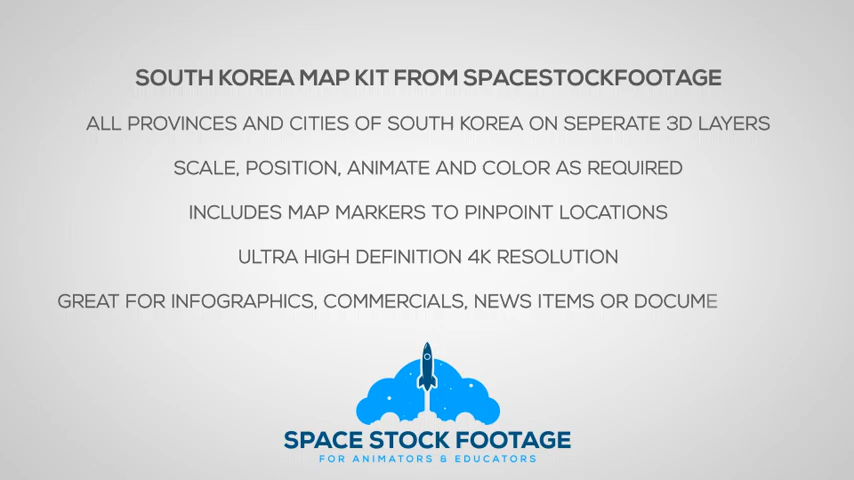 SOUTH KOREA MAP KIT FROM SPACESTOCKFOOTAGE
ALL PROVINCES AND CITIES OF SOUTH KOREA ON SEPERATE 3D LAYERS
SCALE, POSITION, ANIMATE AND COLOR AS REQUIRED
INCLUDES MAP MARKERS TO PINPOINT LOCATIONS
ULTRA HIGH DEFINITION 4K RESOLUTION
GREAT FOR INFOGRAPHICS, COMMERCIALS, NEWS ITEMS OR DOCUME
SPACE STOCK FOOTAGE
FOR ANIMATORS & EDUCATORS